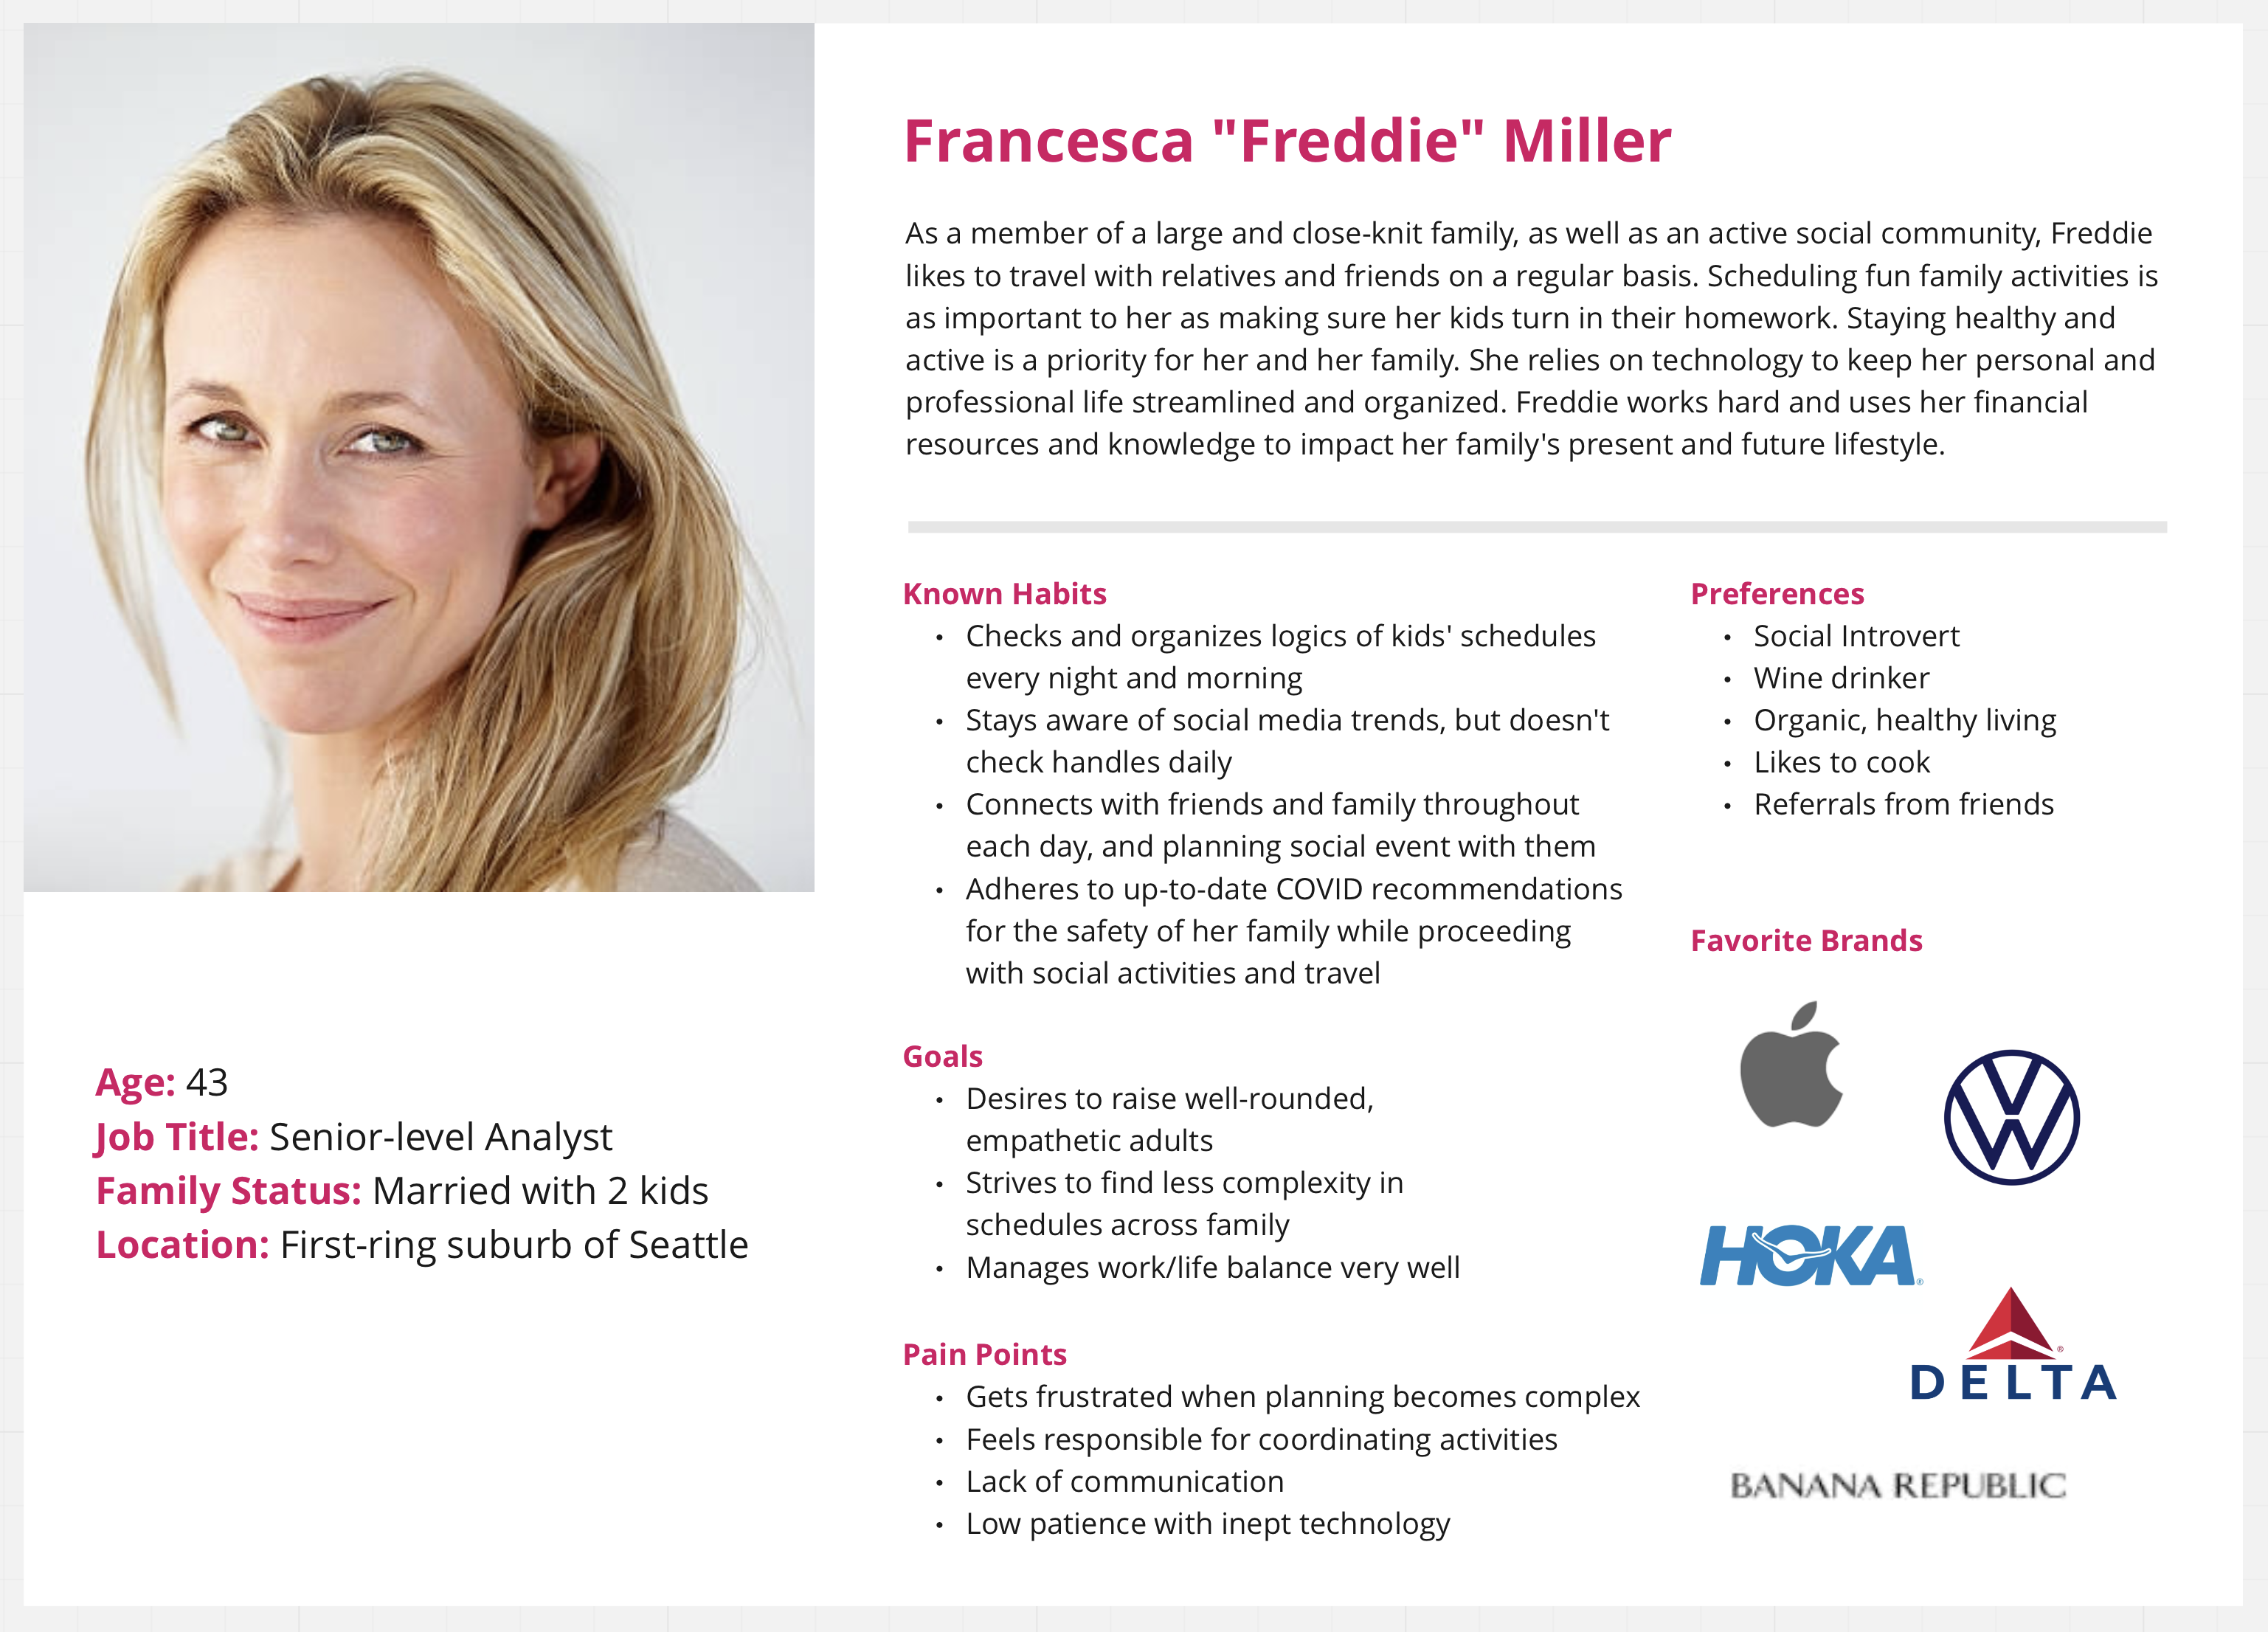 Francesca "Freddie" Miller
As a member of a large and close-knit family, as well as an active social community, Freddie
likes to travel with relatives and friends on a regular basis. Scheduling fun family activities is
as important to her as making sure her kids turn in their homework. Staying healthy and
active is a priority for her and her family. She relies on technology to keep her personal and
professional life streamlined and organized. Freddie works hard and uses her financial
resources and knowledge to impact her family's present and future lifestyle.
Age: 43
Job Title: Senior-level Analyst
Family Status: Married with 2 kids
Location: First-ring suburb of Seattle
Known Habits
• Checks and organizes logics of kids' schedules
every night and morning
• Stays aware of social media trends, but doesn't
check handles daily
• Connects with friends and family throughout
each day, and planning social event with them
• Adheres to up-to-date COVID recommendations
for the safety of her family while proceeding
with social activities and travel
Goals
• Desires to raise well-rounded,
empathetic adults
• Strives to find less complexity in
schedules across family
• Manages work/life balance very well
Pain Points
• Gets frustrated when planning becomes complex
• Feels responsible for coordinating activities
• Lack of communication
• Low patience with inept technology
Preferences
• Social Introvert
• Wine drinker
• Organic, healthy living
• Likes to cook
• Referrals from friends
Favorite Brands
VW
HOKA®
®
DELTA
BANANA REPUBLIC